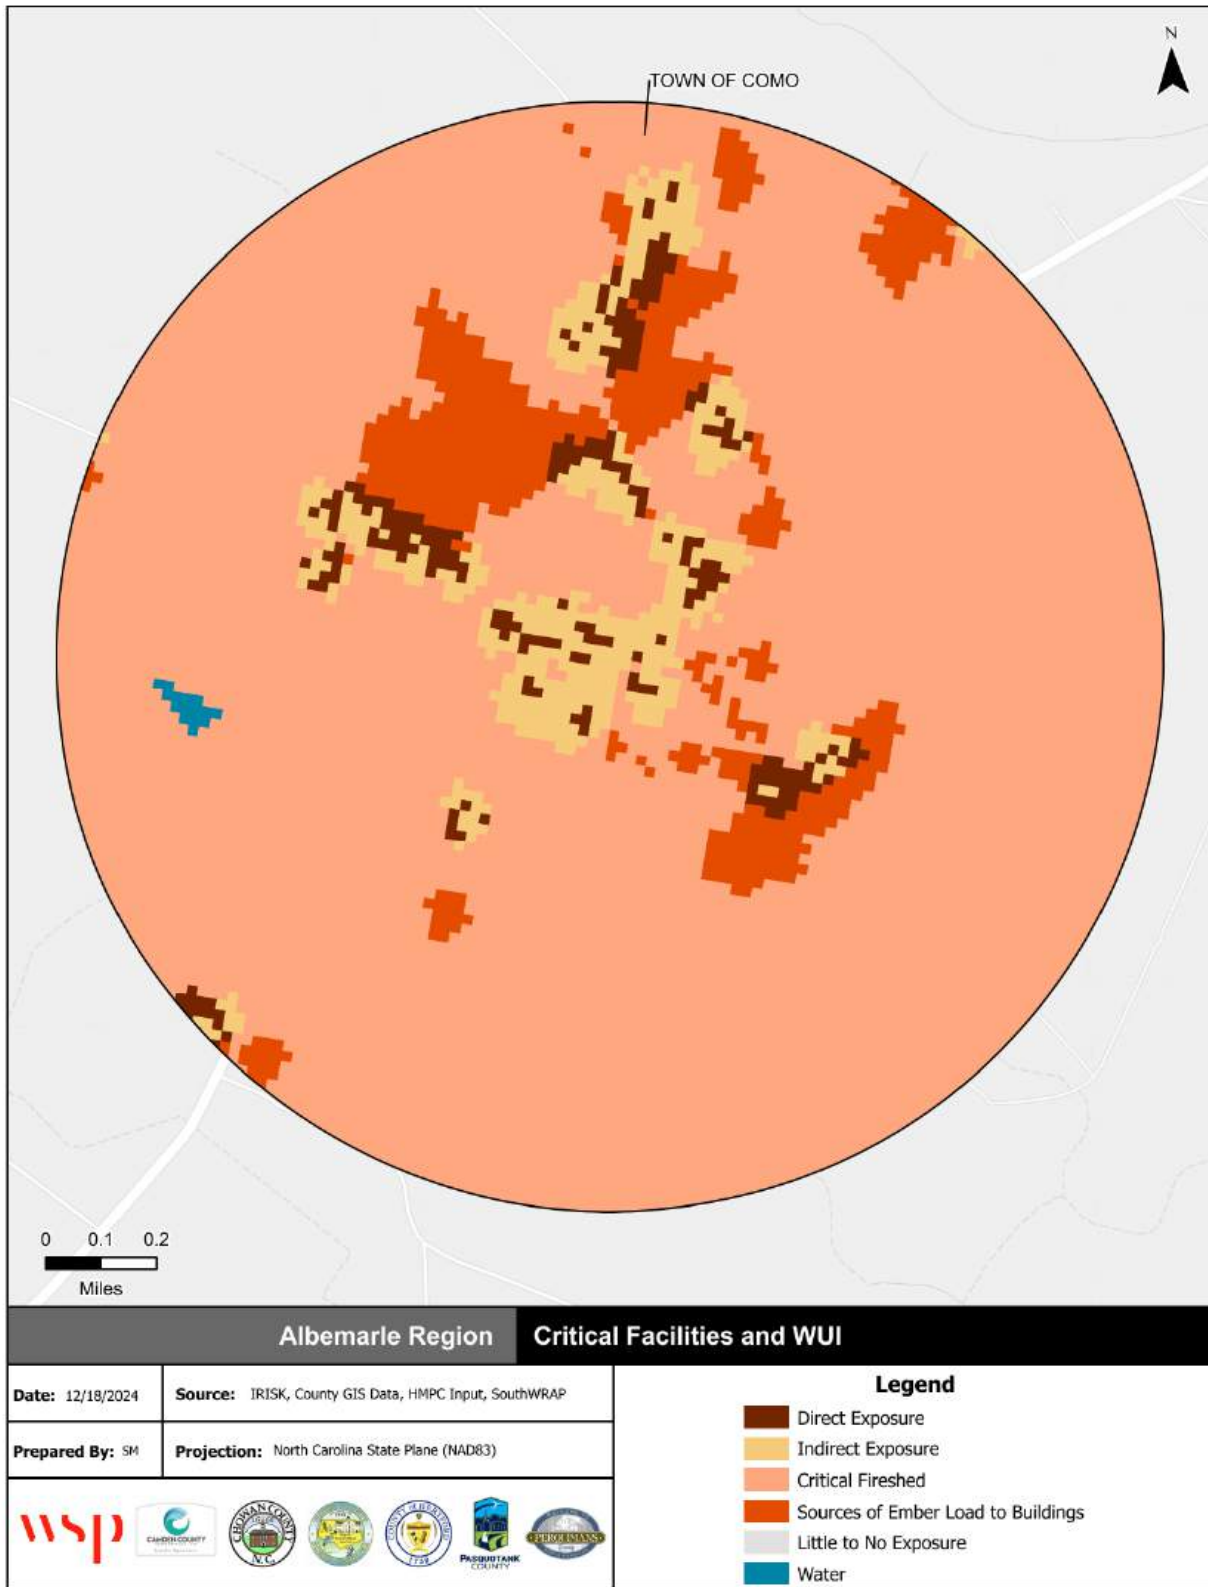 N
TOWN OF COMO
0 0.1 0.2
Miles
Albemarle Region Critical Facilities and WUI
Date: 12/18/2024 Source: IRISK, County GIS Data, HMPC Input, SouthWRAP
Prepared By: SM Projection: North Carolina State Plane (NAD83)
Legend
Direct Exposure
Indirect Exposure
Critical Fireshed
Sources of Ember Load to Buildings
Little to No Exposure
Water
wsp
CAMDEN COUNTY
CHOWAN COUNTY
N.C.
PASQUOTANK
COUNTY
PERQUIMANS